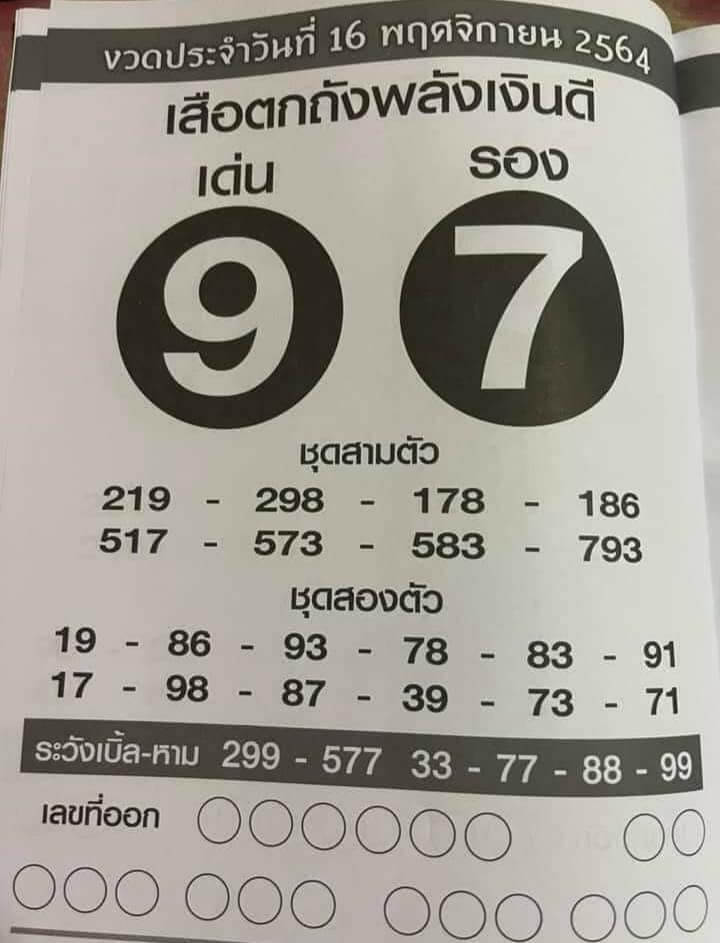 งวดประจำวันที่ 16 พฤศจิกายน 2564
เสือตกถังพลังเงินดี
เด่น รอง
9 7
ชุดสามตัว
219 - 298 - 178 - 186
517 - 573 - 583 - 793
ชุดสองตัว
19 - 86 - 93 - 78 - 83 - 91
17 - 98 - 87 - 39 - 73 - 71
ระวังเบิ้ล-หาม 299 - 577 33 - 77 - 88 - 99
เลขที่ออก